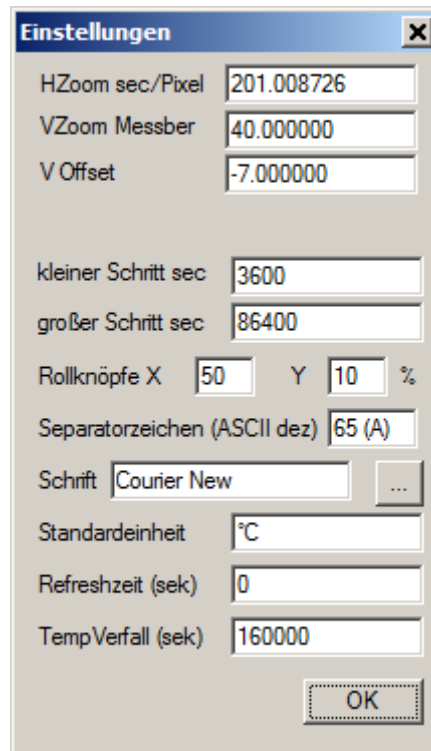 Einstellungen
HZoom sec/Pixel 201.008726
VZoom Messber 40.000000
V Offset -7.000000
kleiner Schritt sec 3600
großer Schritt sec 86400
Rollknöpfe X 50 Y 10 %
Separatorzeichen (ASCII dez) 65 (A)
Schrift Courier New ...
Standardeinheit °C
Refreshzeit (sek) 0
TempVerfall (sek) 160000
OK